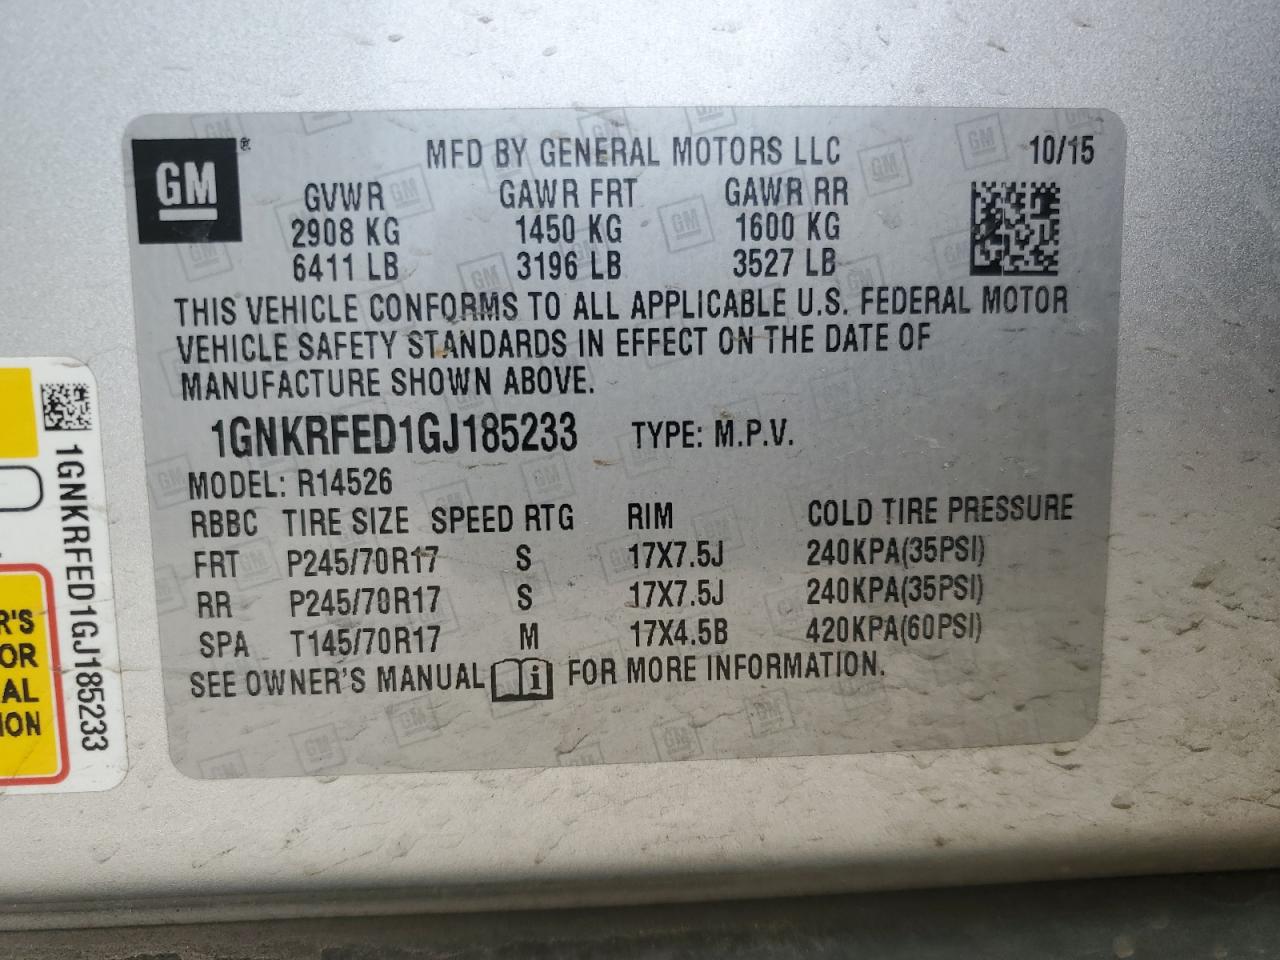 GM ®
MFD BY GENERAL MOTORS LLC 10/15
GVWR GAWR FRT GAWR RR
2908 KG 1450 KG 1600 KG
6411 LB 3196 LB 3527 LB
THIS VEHICLE CONFORMS TO ALL APPLICABLE U.S. FEDERAL MOTOR
VEHICLE SAFETY STANDARDS IN EFFECT ON THE DATE OF
MANUFACTURE SHOWN ABOVE.
1GNKRFED1GJ185233 TYPE: M.P.V.
MODEL: R14526
RBBC TIRE SIZE SPEED RTG RIM COLD TIRE PRESSURE
FRT P245/70R17 S 17X7.5J 240KPA(35PSI)
RR P245/70R17 S 17X7.5J 240KPA(35PSI)
SPA T145/70R17 M 17X4.5B 420KPA(60PSI)
SEE OWNER'S MANUAL i FOR MORE INFORMATION.
1GNKRFED1GJ185233
R'S
OR
AL
ION